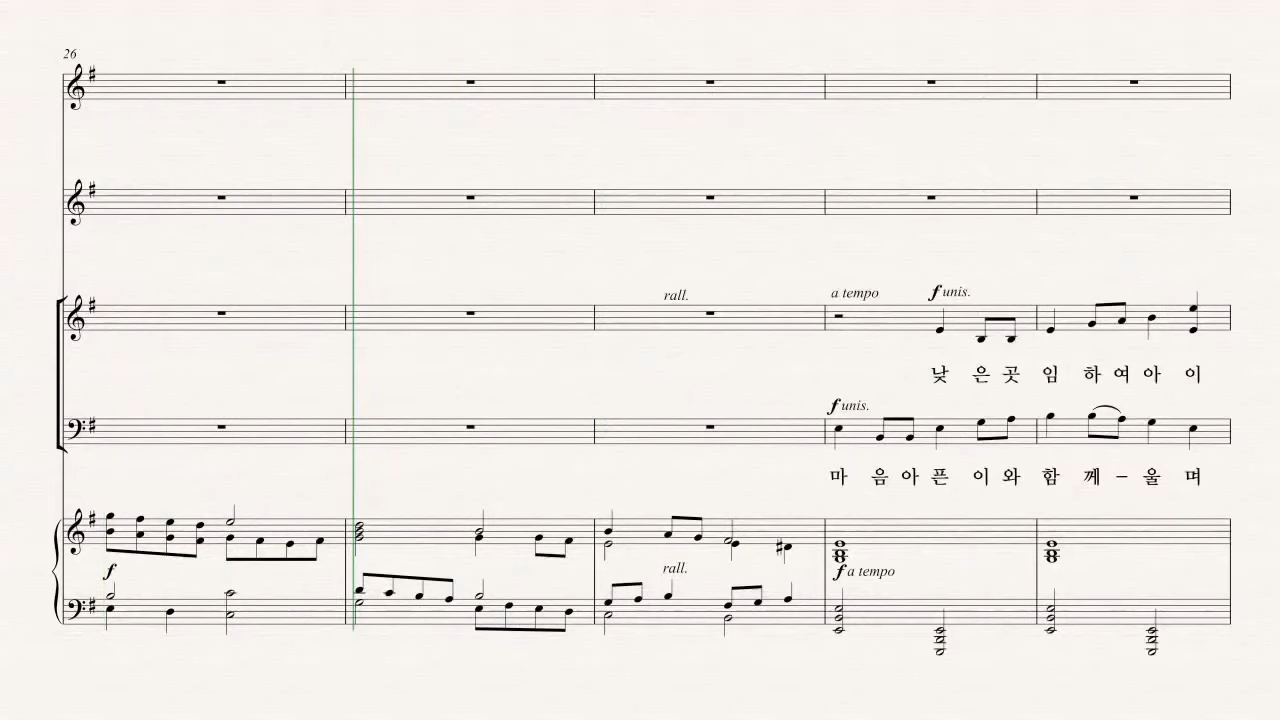 26
rall.
a tempo
f unis.
낮 은 곳 임 하 여 아 이
f unis.
마 음 아 픈 이 와 함 께 – 울 며
f
rall.
f a tempo